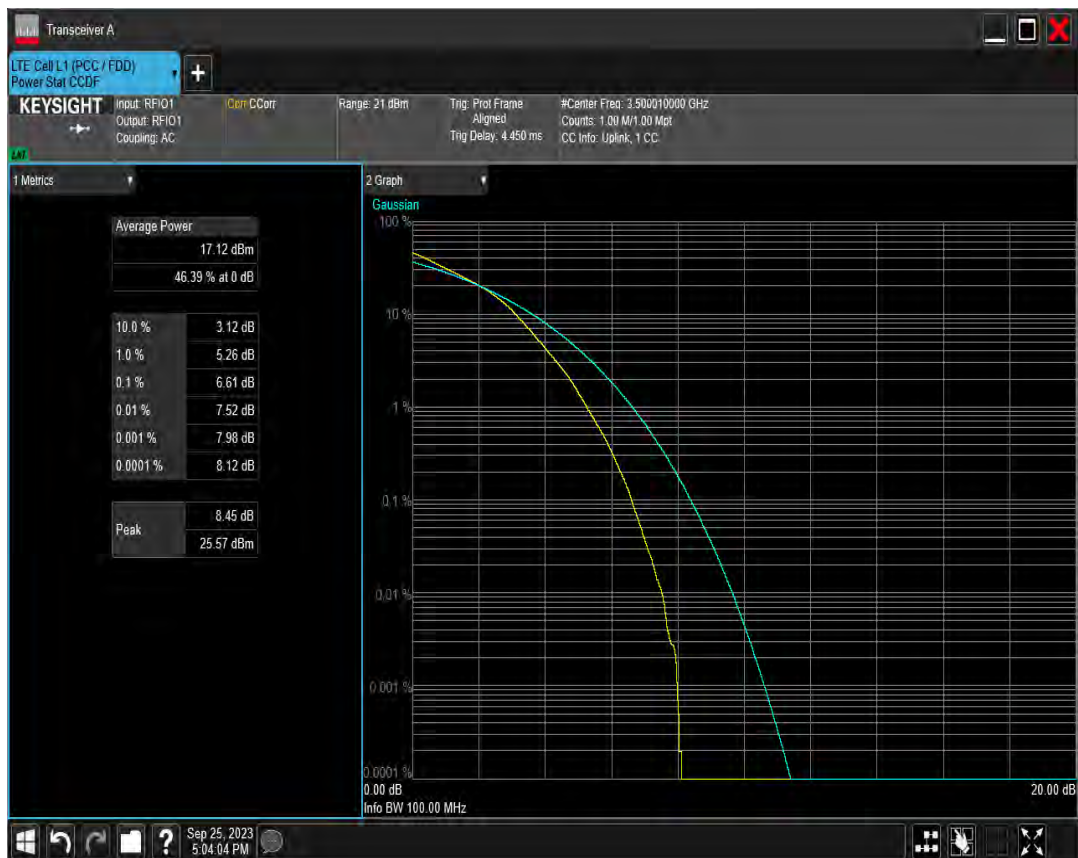 Transceiver A
LTE Cell L1 (PCC / FDD)
Power Stat CCDF
+
KEYSIGHT
Input: RFIO1
Output: RFIO1
Coupling: AC
Corr CCorr
Range: 21 dBm
Trig: Prot Frame
Aligned
Trig Delay: 4.450 ms
#Center Freq: 3.500010000 GHz
Counts: 1.00 M/1.00 Mpt
CC Info: Uplink, 1 CC
1 Metrics
Average Power
17.12 dBm
46.39 % at 0 dB
10.0 % 3.12 dB
1.0 % 5.26 dB
0.1 % 6.61 dB
0.01 % 7.52 dB
0.001 % 7.98 dB
0.0001 % 8.12 dB
Peak
8.45 dB
25.57 dBm
2 Graph
Gaussian
100 %
10 %
1 %
0.1 %
0.01 %
0.001 %
0.0001 %
0.00 dB
20.00 dB
Info BW 100.00 MHz
?
Sep 25, 2023
5:04:04 PM